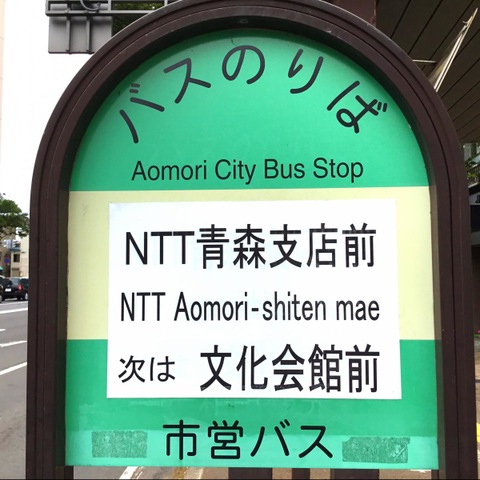 バスのりば
Aomori City Bus Stop
NTT青森支店前
NTT Aomori-shiten mae
次は 文化会館前
市営バス